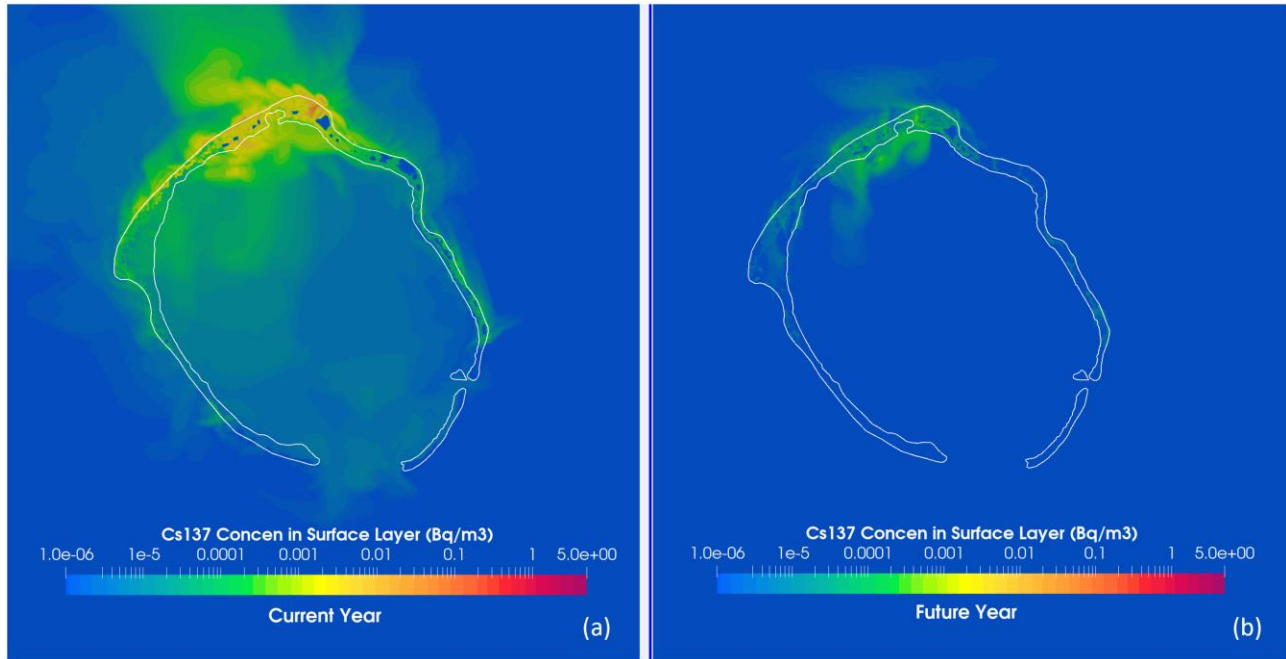 Cs137 Concen in Surface Layer (Bq/m3)
1.0e-06 1e-5 0.0001 0.001 0.01 0.1 1 5.0e+00
Current Year
(a)
Cs137 Concen in Surface Layer (Bq/m3)
1.0e-06 1e-5 0.0001 0.001 0.01 0.1 1 5.0e+00
Future Year
(b)